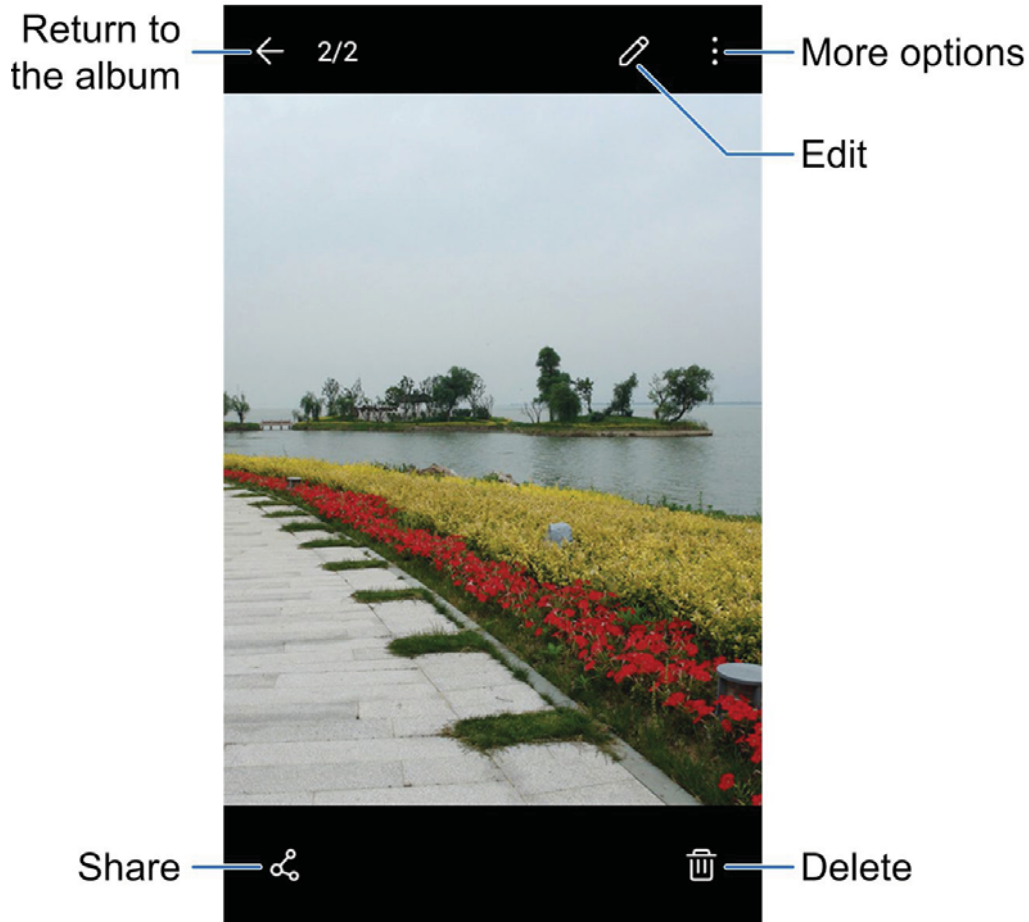 Return to
the album
2/2
More options
Edit
Share
Delete